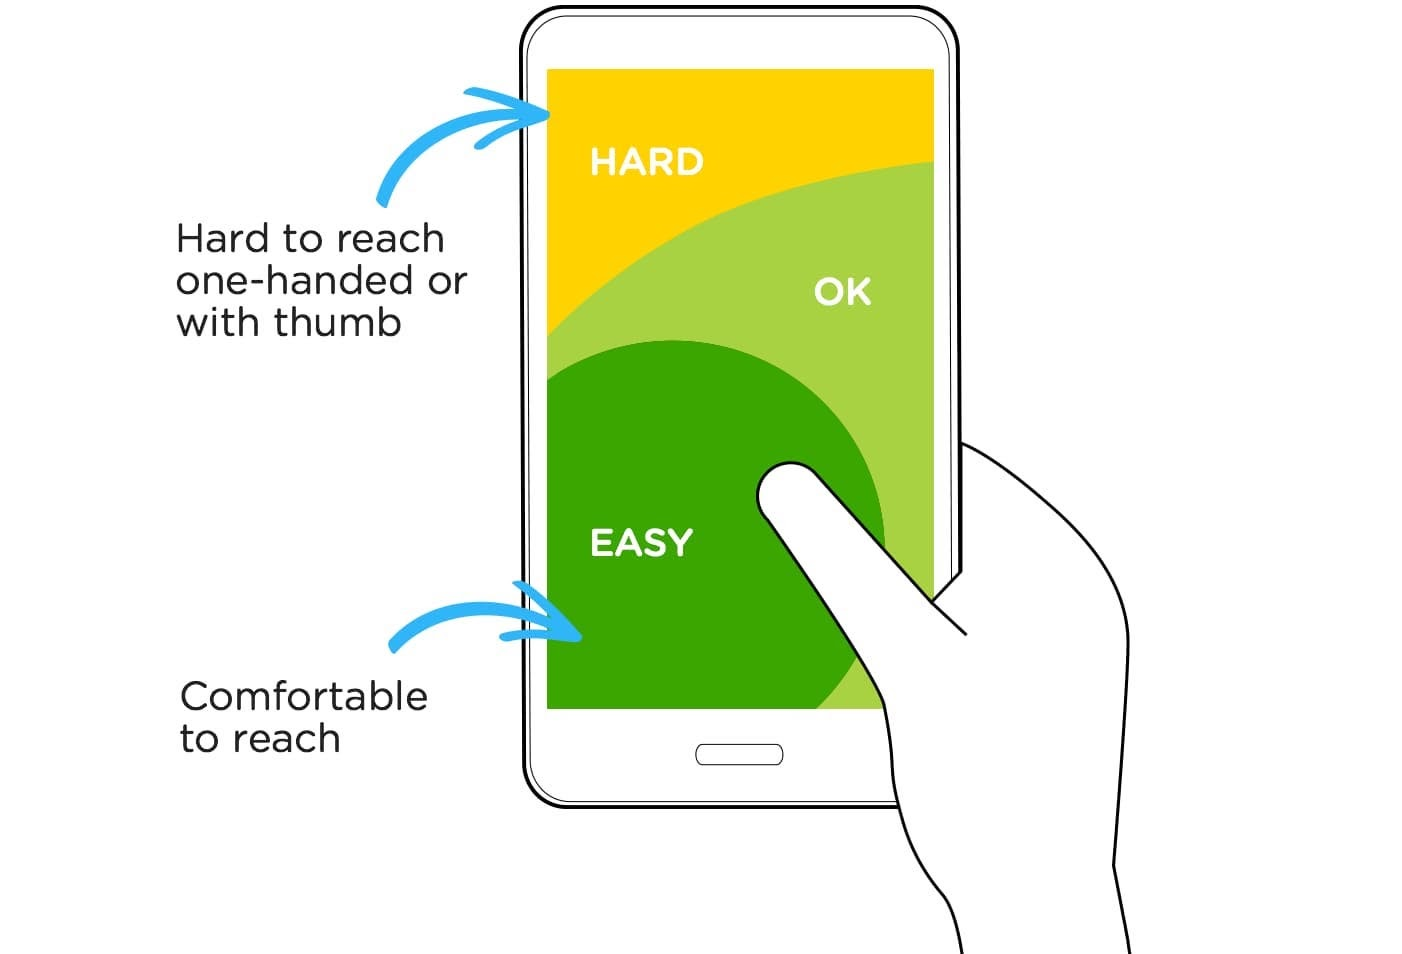 HARD
Hard to reach
one-handed or
with thumb
OK
EASY
Comfortable
to reach